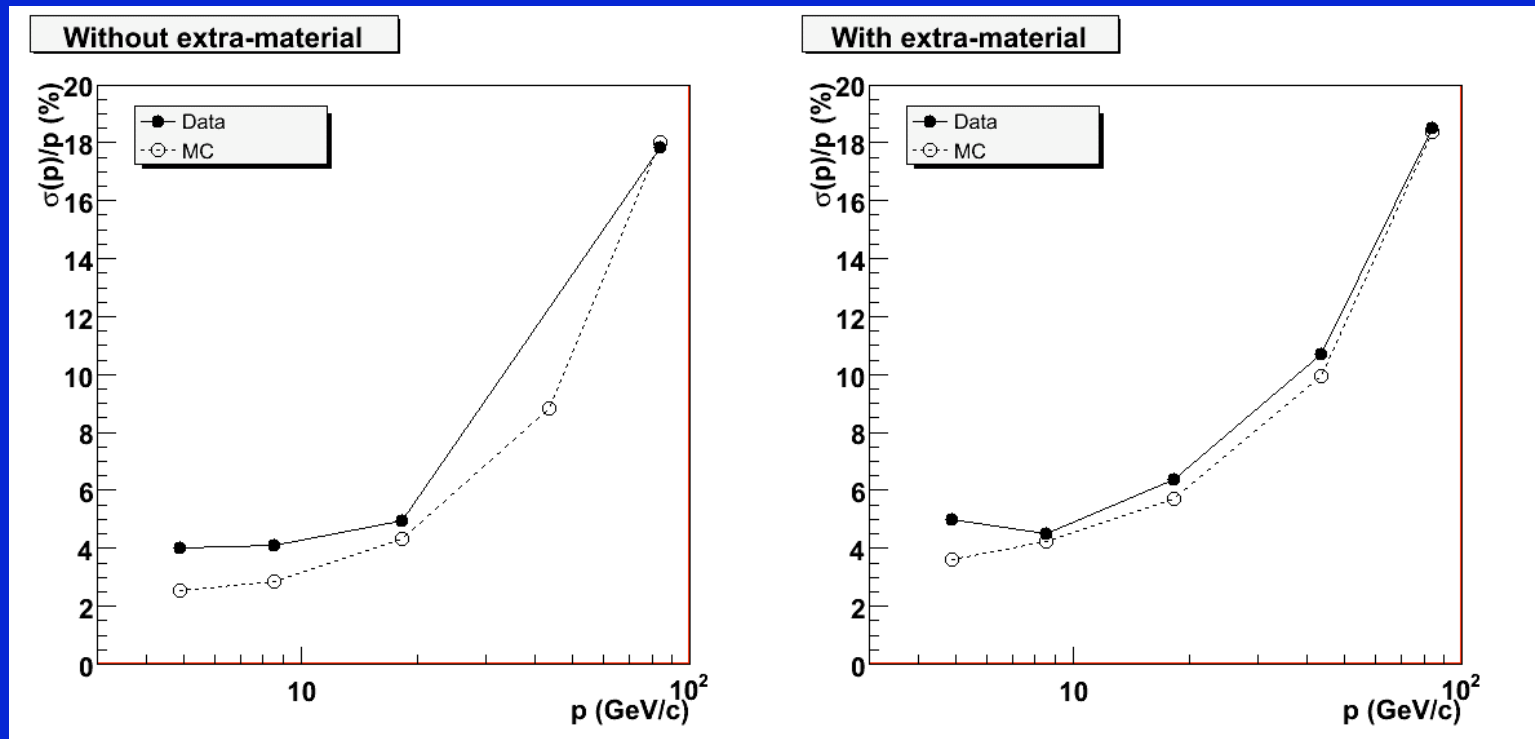 Without extra-material
σ(p)/p (%)
20
18
16
14
12
10
8
6
4
2
0
Data
MC
10
10²
p (GeV/c)
With extra-material
σ(p)/p (%)
20
18
16
14
12
10
8
6
4
2
0
Data
MC
10
10²
p (GeV/c)